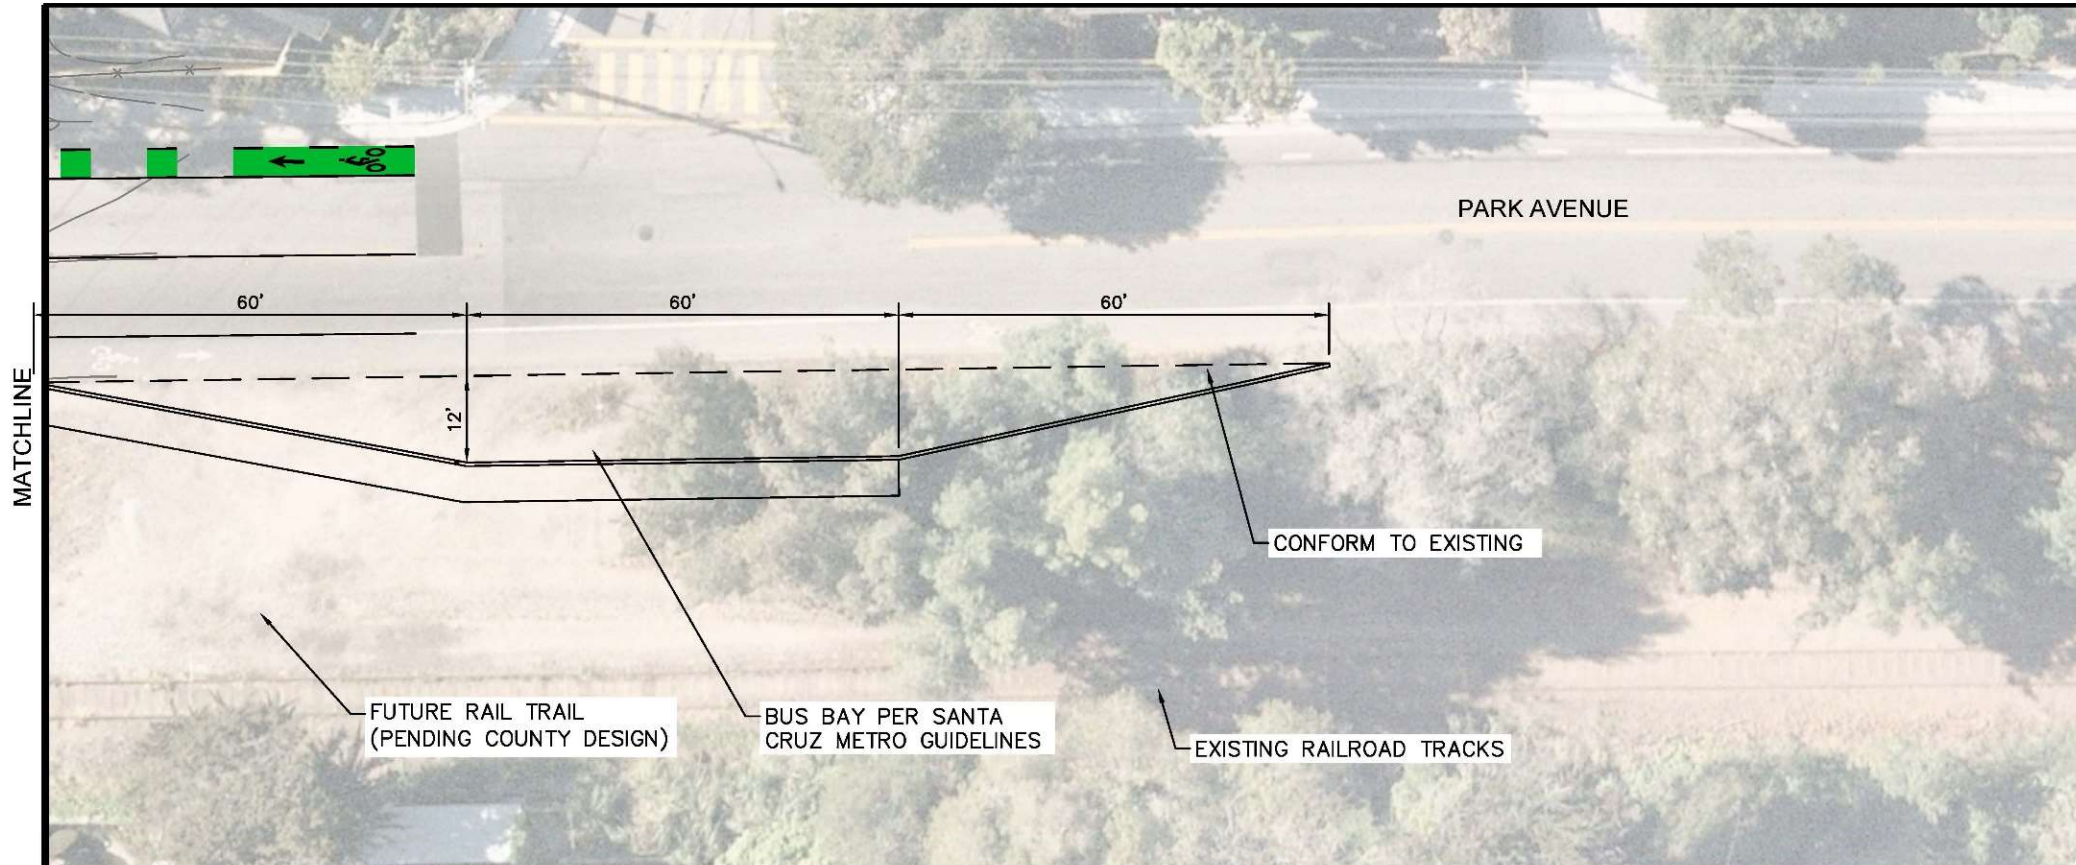 PARK AVENUE
60'
60'
60'
MATCHLINE
12'
CONFORM TO EXISTING
FUTURE RAIL TRAIL
(PENDING COUNTY DESIGN)
BUS BAY PER SANTA
CRUZ METRO GUIDELINES
EXISTING RAILROAD TRACKS